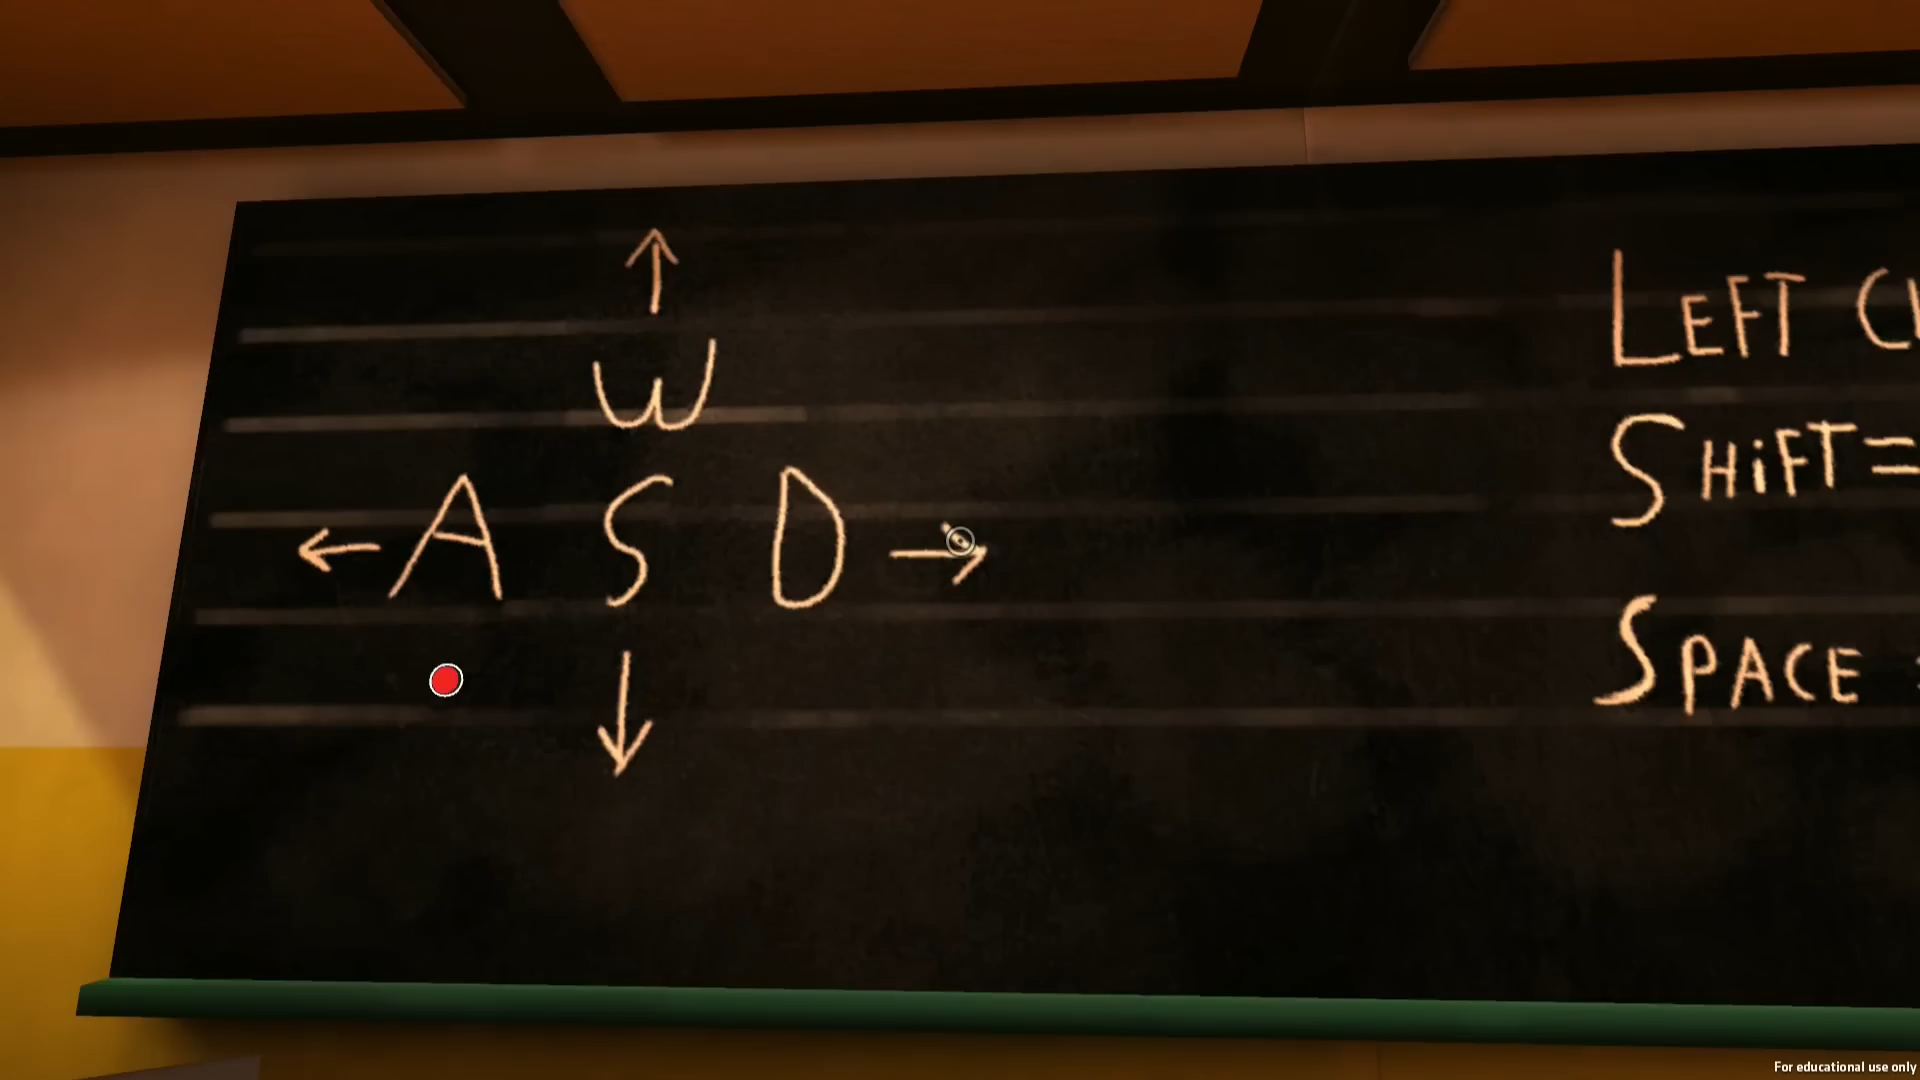 W
A S D
LEFT
SHiFT=
SPACE
For educational use only